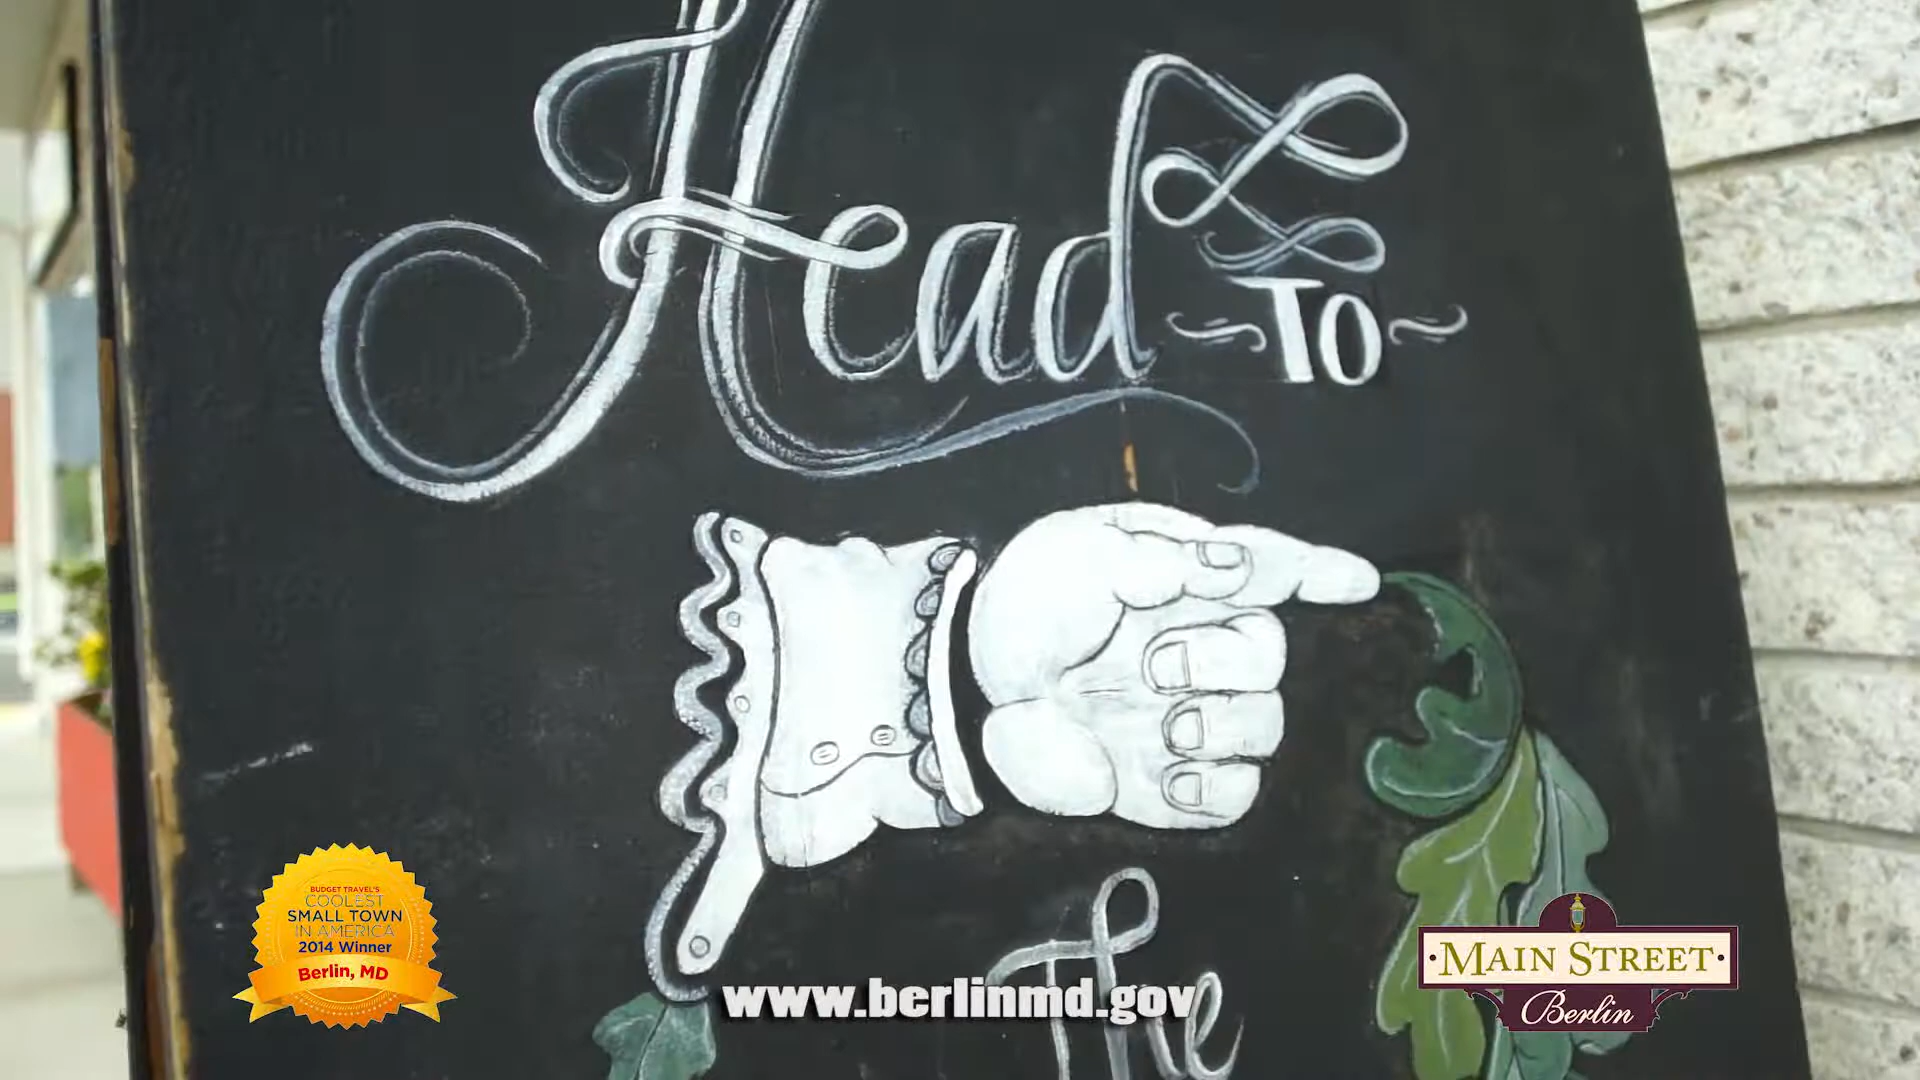 Head
TO
The
BUDGET TRAVEL'S
COOLEST
SMALL TOWN
IN AMERICA
2014 Winner
Berlin, MD
www.berlinmd.gov
MAIN STREET
Berlin